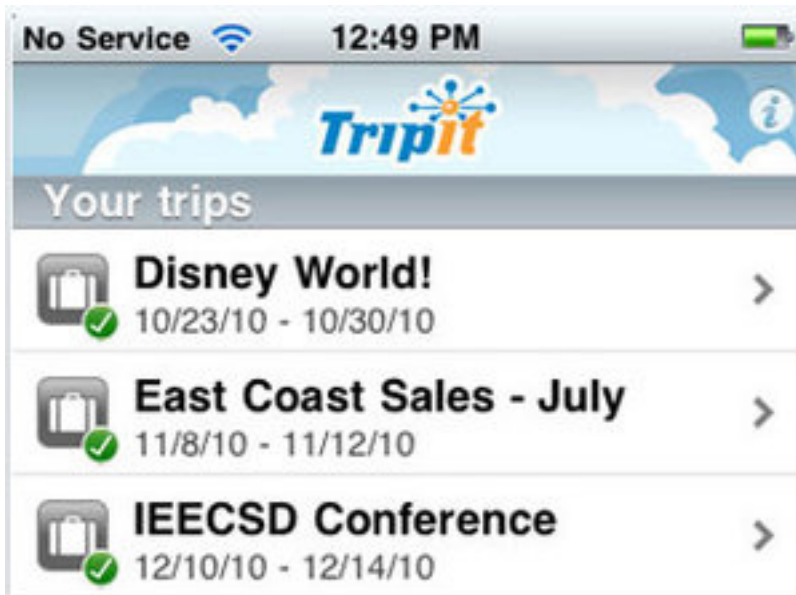 No Service 12:49 PM
TripIt
i
Your trips
Disney World!
10/23/10 - 10/30/10
East Coast Sales - July
11/8/10 - 11/12/10
IEECSD Conference
12/10/10 - 12/14/10